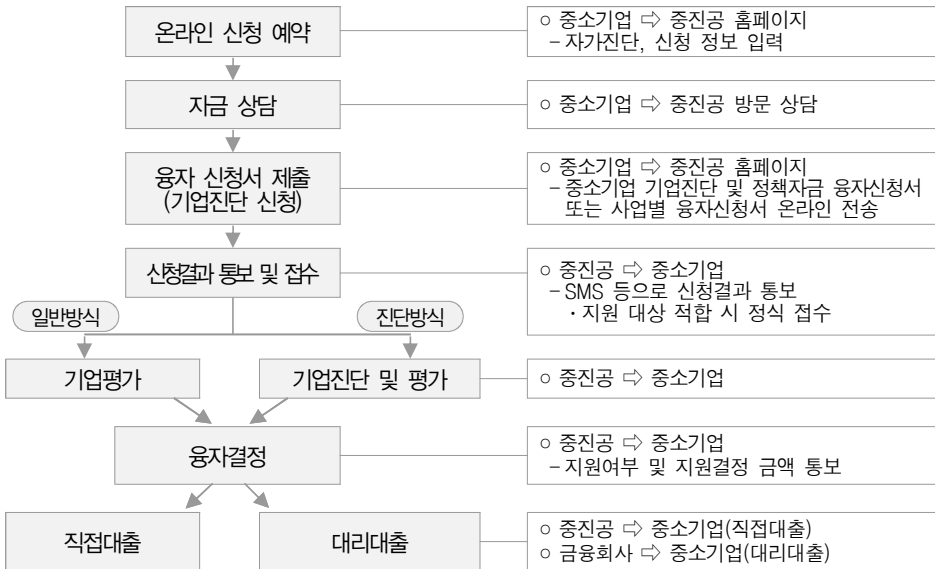 온라인 신청 예약
○ 중소기업 ⇨ 중진공 홈페이지
– 자가진단, 신청 정보 입력
자금 상담
○ 중소기업 ⇨ 중진공 방문 상담
융자 신청서 제출
(기업진단 신청)
○ 중소기업 ⇨ 중진공 홈페이지
– 중소기업 기업진단 및 정책자금 융자신청서
또는 사업별 융자신청서 온라인 전송
신청결과 통보 및 접수
○ 중진공 ⇨ 중소기업
– SMS 등으로 신청결과 통보
· 지원 대상 적합 시 정식 접수
일반방식
진단방식
기업평가
기업진단 및 평가
○ 중진공 ⇨ 중소기업
융자결정
○ 중진공 ⇨ 중소기업
– 지원여부 및 지원결정 금액 통보
직접대출
대리대출
○ 중진공 ⇨ 중소기업(직접대출)
○ 금융회사 ⇨ 중소기업(대리대출)